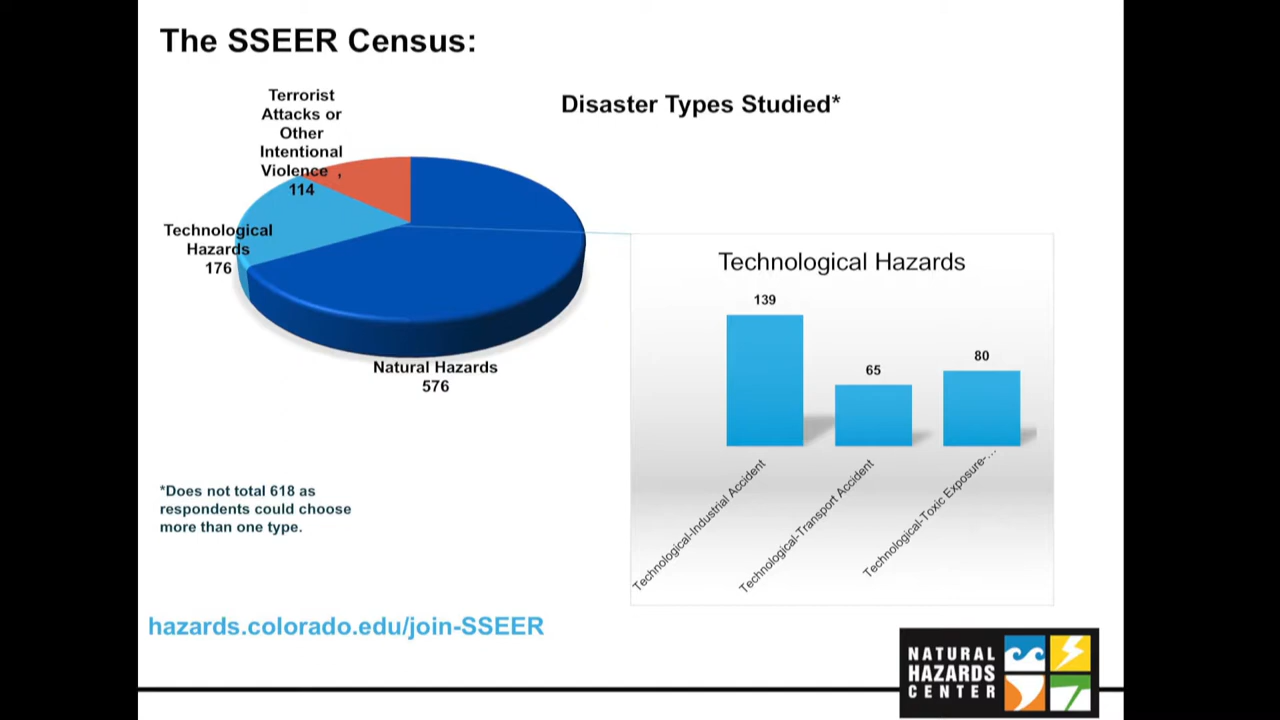 The SSEER Census:
Disaster Types Studied*
Terrorist
Attacks or
Other
Intentional
Violence ,
114
Technological
Hazards
176
Natural Hazards
576
Technological Hazards
139
65
80
Technological-Industrial Accident
Technological-Transport Accident
Technological-Toxic Exposure-...
*Does not total 618 as
respondents could choose
more than one type.
hazards.colorado.edu/join-SSEER
NATURAL
HAZARDS
CENTER